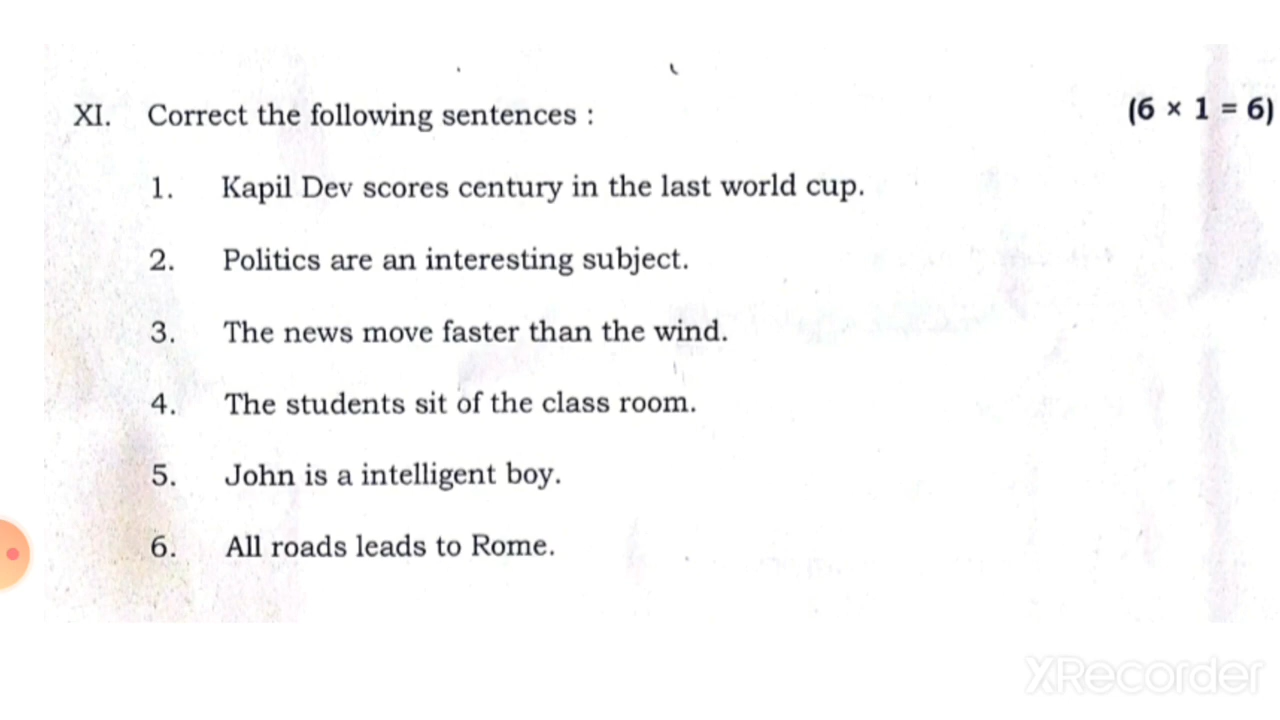 XI. Correct the following sentences : (6 × 1 = 6)
1. Kapil Dev scores century in the last world cup.
2. Politics are an interesting subject.
3. The news move faster than the wind.
4. The students sit of the class room.
5. John is a intelligent boy.
6. All roads leads to Rome.
XRecorder